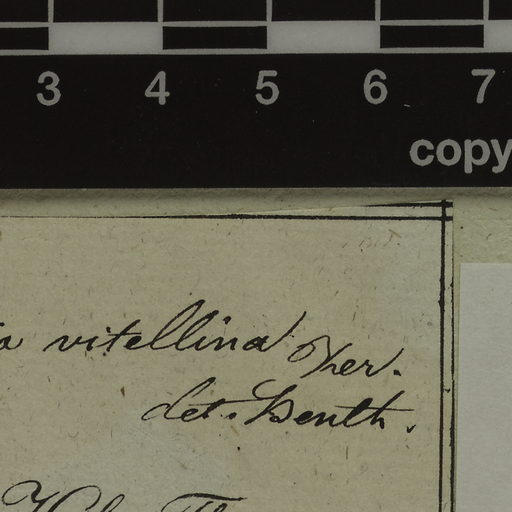 3 4 5 6 7
copy
a vitellina Ker.
det. Benth.